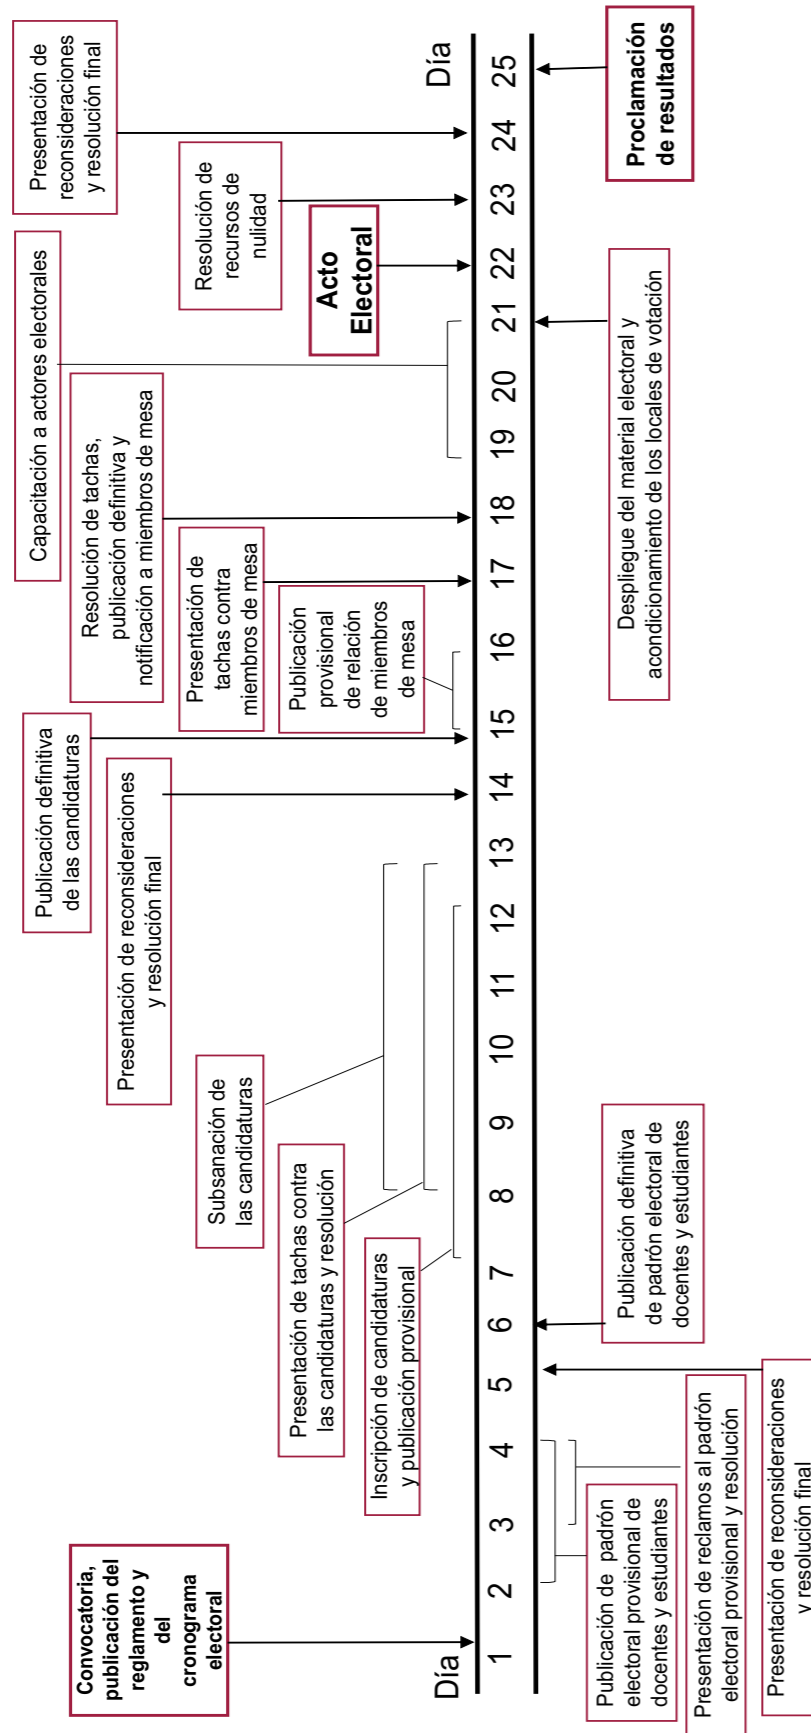 Convocatoria,
publicación del
reglamento y
del
cronograma
electoral
Inscripción de candidaturas
y publicación provisional
Presentación de tachas contra
las candidaturas y resolución
Subsanación de
las candidaturas
Presentación de reconsideraciones
y resolución final
Publicación definitiva
de las candidaturas
Publicación
provisional
de relación
de miembros
de mesa
Presentación de
tachas contra
miembros de mesa
Resolución de tachas,
publicación definitiva y
notificación a miembros de mesa
Capacitación a actores electorales
Acto
Electoral
Resolución de
recursos de
nulidad
Presentación de
reconsideraciones
y resolución final
Día
Día
1 2 3 4 5 6 7 8 9 10 11 12 13 14 15 16 17 18 19 20 21 22 23 24 25
Publicación de padrón
electoral provisional de
docentes y estudiantes
Presentación de reclamos al padrón
electoral provisional y resolución
Presentación de reconsideraciones
y resolución final
Publicación definitiva
de padrón electoral de
docentes y estudiantes
Despliegue del material electoral y
acondicionamiento de los locales de votación
Proclamación
de resultados